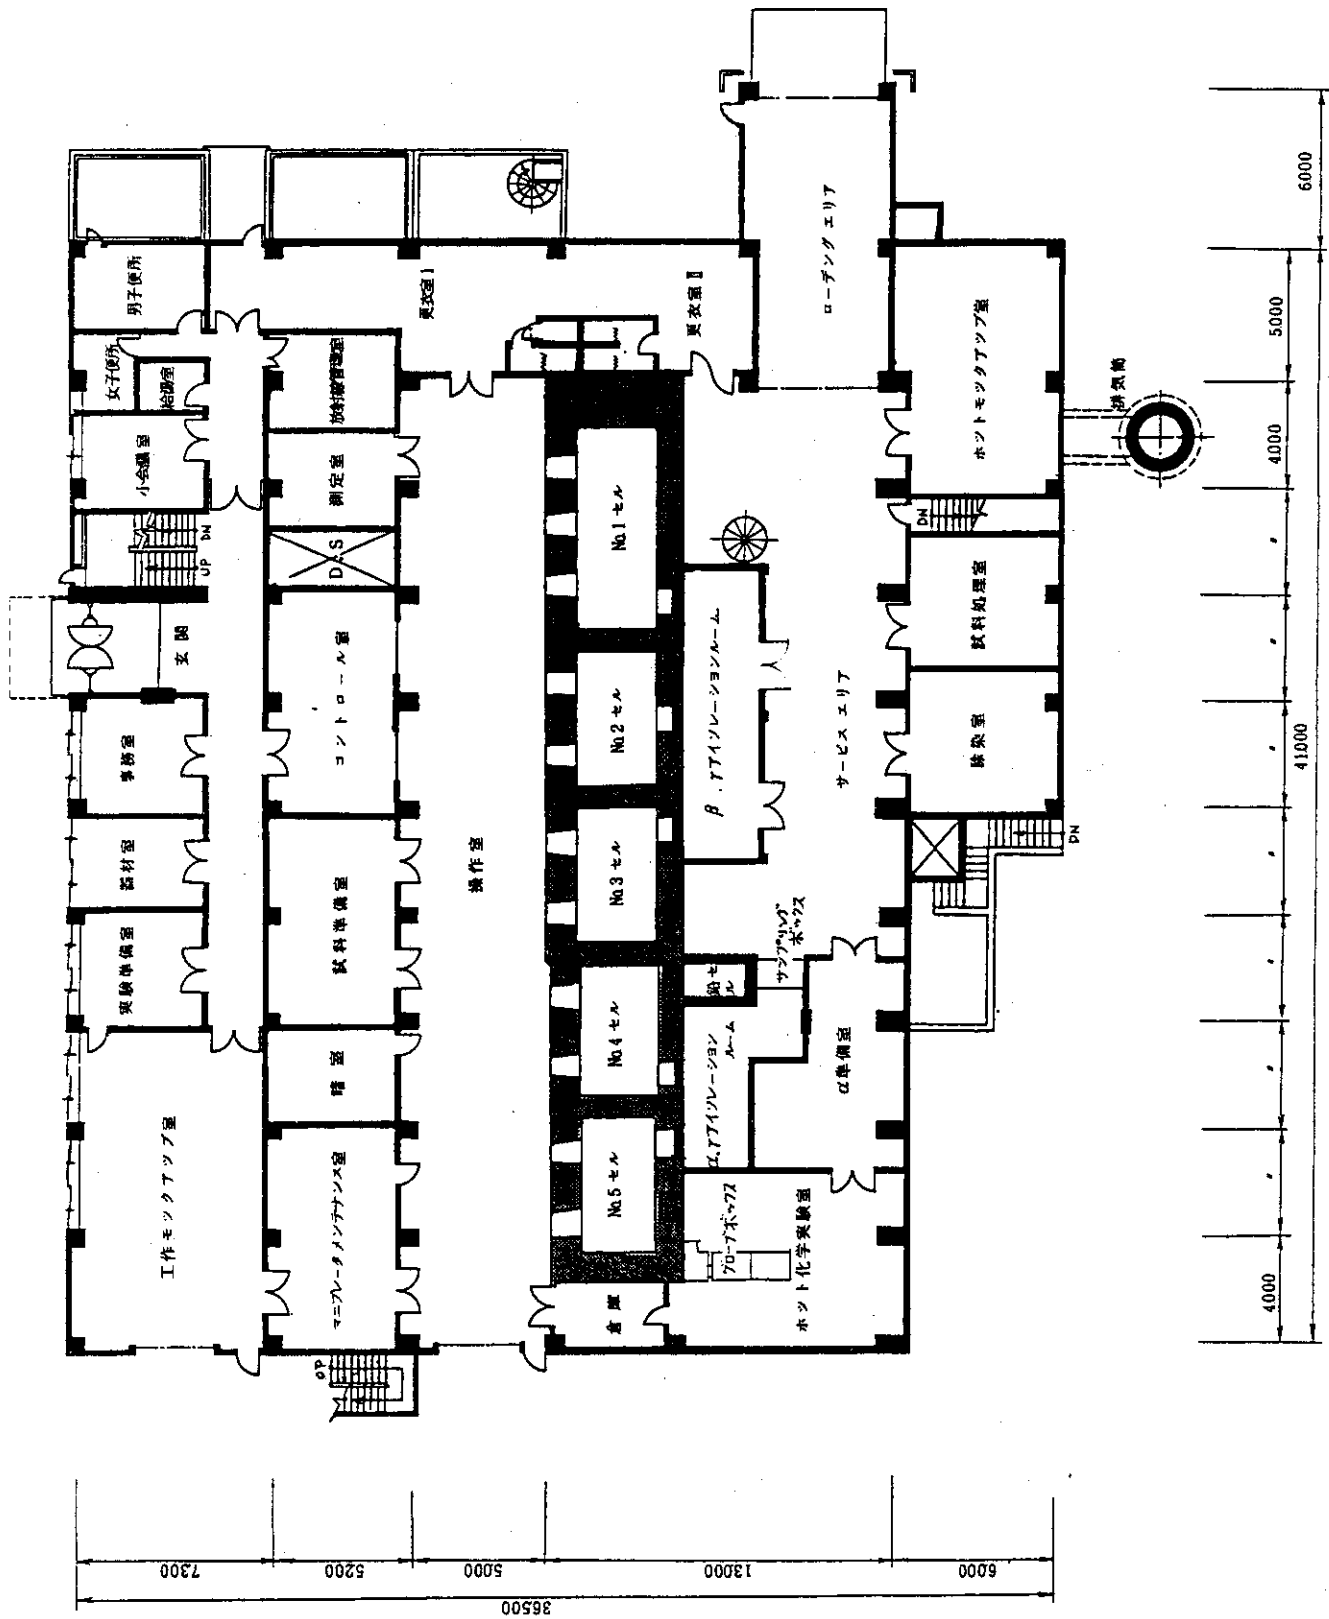 男子便所
女子便所
給湯室
小会議室
DN
UP
玄関
事務室
器材室
実験準備室
工作モックアップ室
更衣室Ⅰ
放射線管理室
測定室
D.S
コントロール室
試料準備室
暗室
マニプレータメンテナンス室
UP
操作室
更衣室Ⅱ
No.1セル
No.2セル
No.3セル
No.4セル
No.5セル
倉庫
ローデングエリア
β.γアイソレーションルーム
サービスエリア
サンプリング
ボックス
鉛セ
ル
α.γアイソレーション
ルーム
α準備室
グローブボックス
ホット化学実験室
ホットモックアップ室
DN
試料処理室
除染室
DN
排気筒
6000
5000
4000
〃
〃
〃
〃
〃
〃
〃
4000
41000
7300
5200
5000
13000
6000
36500